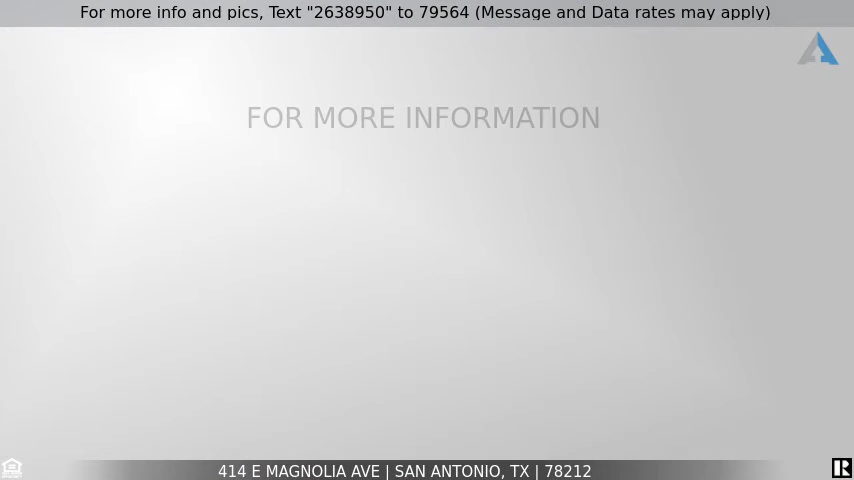 For more info and pics, Text "2638950" to 79564 (Message and Data rates may apply)
FOR MORE INFORMATION
414 E MAGNOLIA AVE | SAN ANTONIO, TX | 78212